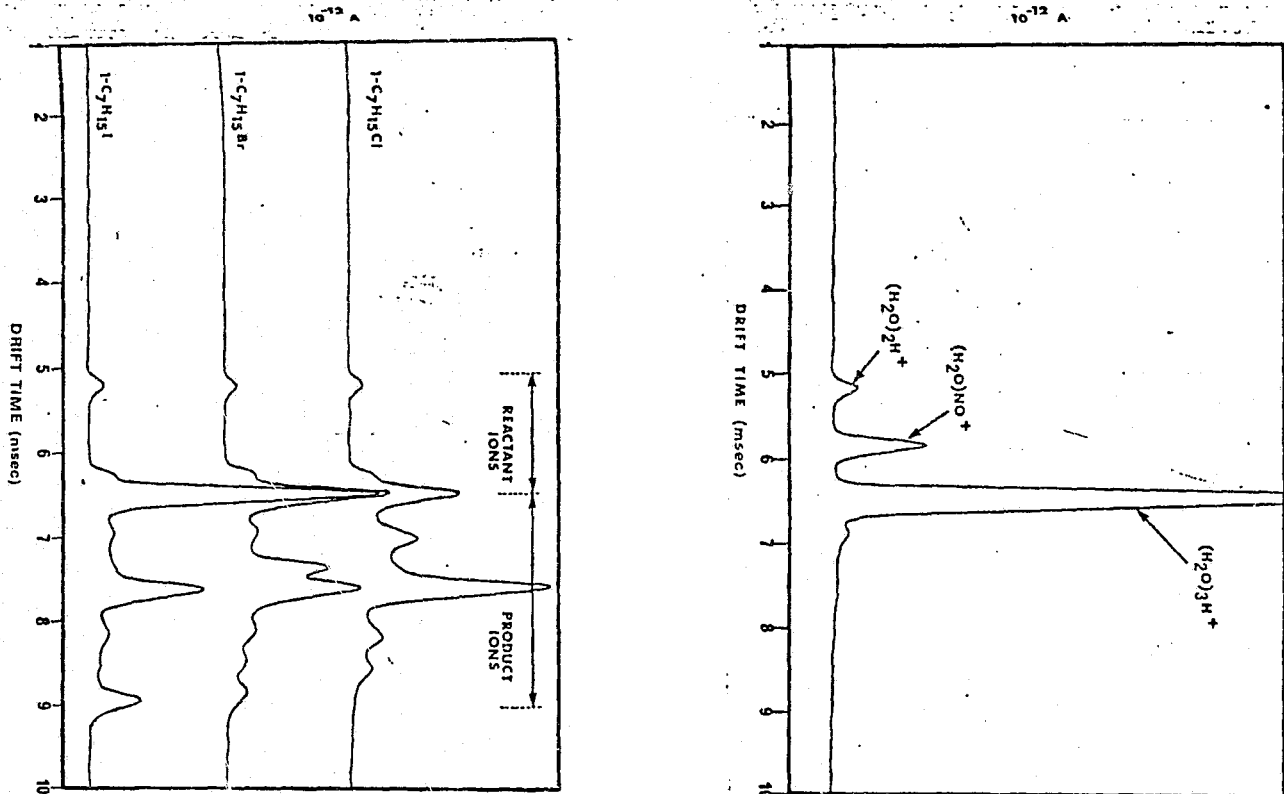 10⁻¹² A
1-C₇H₁₅Cl
1-C₇H₁₅Br
1-C₇H₁₅I
REACTANT
IONS
PRODUCT
IONS
1 2 3 4 5 6 7 8 9 10
DRIFT TIME (msec)
10⁻¹² A
(H₂O)₂H⁺
(H₂O)NO⁺
(H₂O)₃H⁺
1 2 3 4 5 6 7 8 9 10
DRIFT TIME (msec)